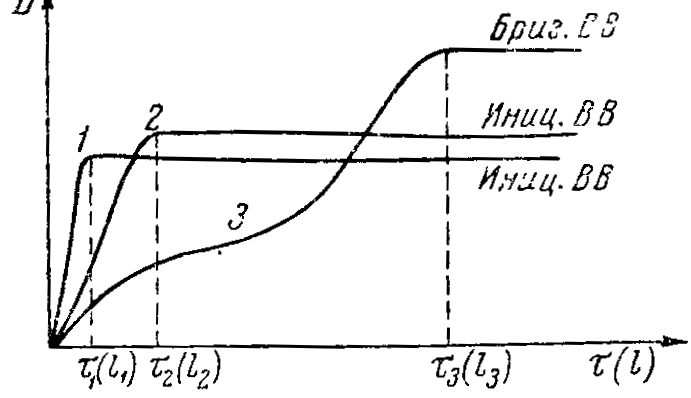 D
Бриз. ВВ
1
2
Иниц. ВВ
Иниц. ВВ
3
τ₁(l₁) τ₂(l₂) τ₃(l₃) τ(l)